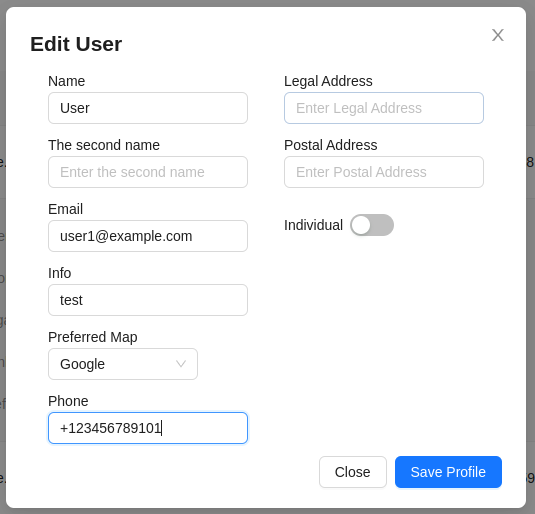 Edit User
Name
User
The second name
Enter the second name
Email
user1@example.com
Info
test
Preferred Map
Google
Phone
+123456789101
Legal Address
Enter Legal Address
Postal Address
Enter Postal Address
Individual
Close
Save Profile